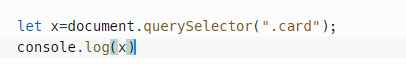 let x=document.querySelector(".card");
console.log(x)